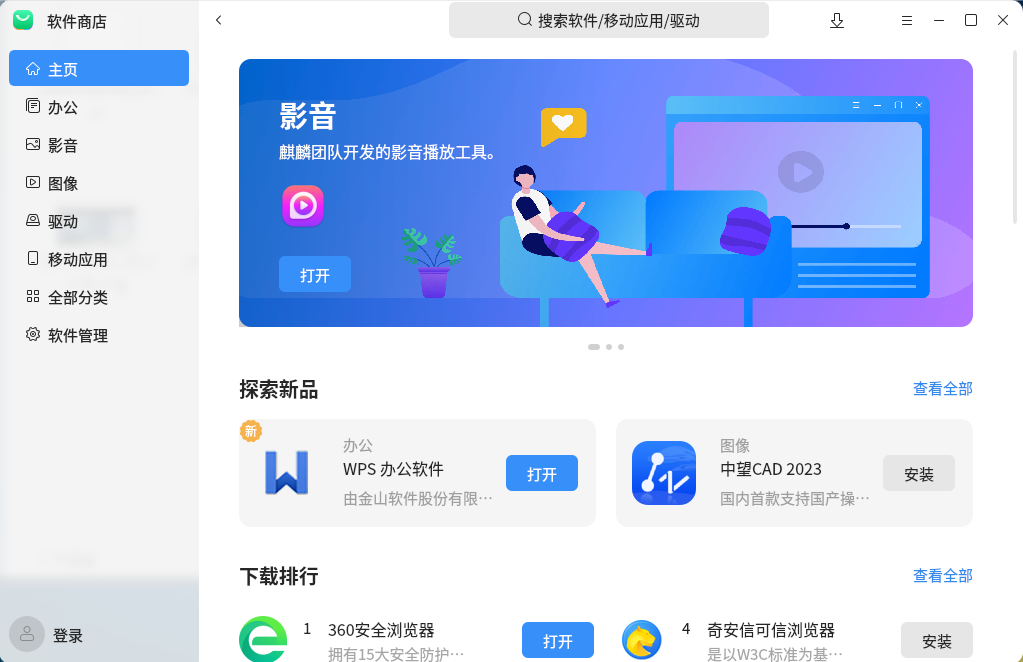 软件商店
搜索软件/移动应用/驱动
主页
办公
影音
图像
驱动
移动应用
全部分类
软件管理
登录
影音
麒麟团队开发的影音播放工具。
打开
探索新品
查看全部
新
办公
WPS 办公软件
由金山软件股份有限···
打开
图像
中望CAD 2023
国内首款支持国产操···
安装
下载排行
查看全部
1
360安全浏览器
拥有15大安全防护···
打开
4
奇安信可信浏览器
是以W3C标准为基···
安装